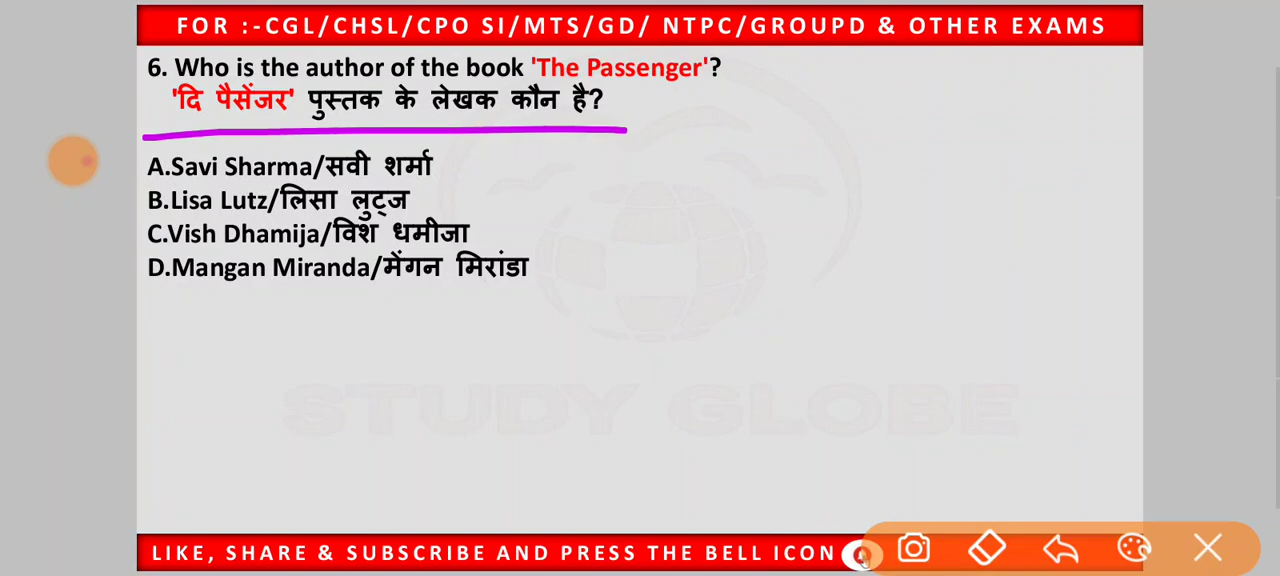 FOR :-CGL/CHSL/CPO SI/MTS/GD/ NTPC/GROUPD & OTHER EXAMS
6. Who is the author of the book 'The Passenger'?
'दि पैसेंजर' पुस्तक के लेखक कौन है?
A.Savi Sharma/सवी शर्मा
B.Lisa Lutz/लिसा लुट्ज
C.Vish Dhamija/विश धमीजा
D.Mangan Miranda/मेंगन मिरांडा
STUDY GLOBE
LIKE, SHARE & SUBSCRIBE AND PRESS THE BELL ICON